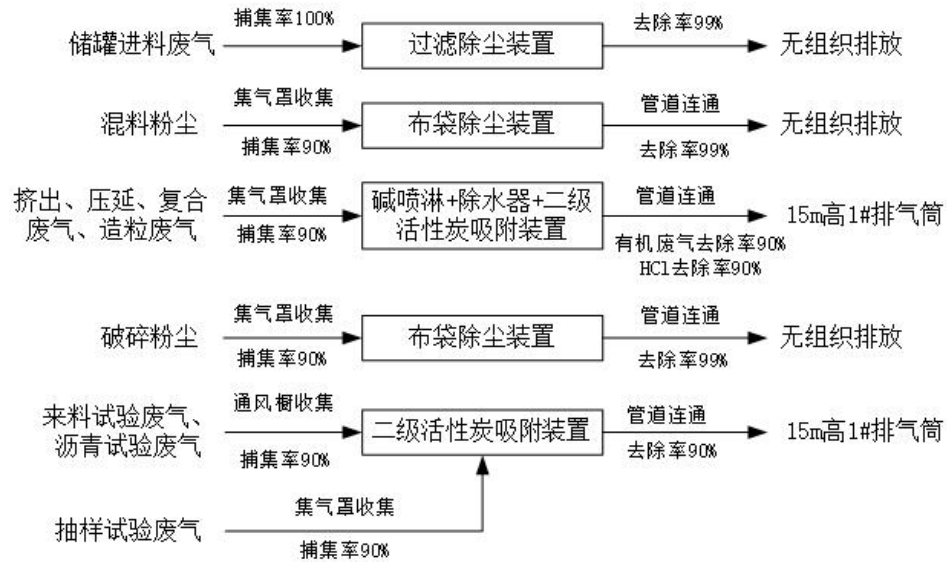 捕集率100%
去除率99%
储罐进料废气
过滤除尘装置
无组织排放
集气罩收集
管道连通
混料粉尘
布袋除尘装置
无组织排放
捕集率90%
去除率99%
挤出、压延、复合
废气、造粒废气
集气罩收集
捕集率90%
碱喷淋+除水器+二级
活性炭吸附装置
管道连通
有机废气去除率90%
HCl去除率90%
15m高1#排气筒
集气罩收集
管道连通
破碎粉尘
布袋除尘装置
无组织排放
捕集率90%
去除率99%
来料试验废气、
沥青试验废气
通风橱收集
捕集率90%
二级活性炭吸附装置
管道连通
去除率90%
15m高1#排气筒
抽样试验废气
集气罩收集
捕集率90%